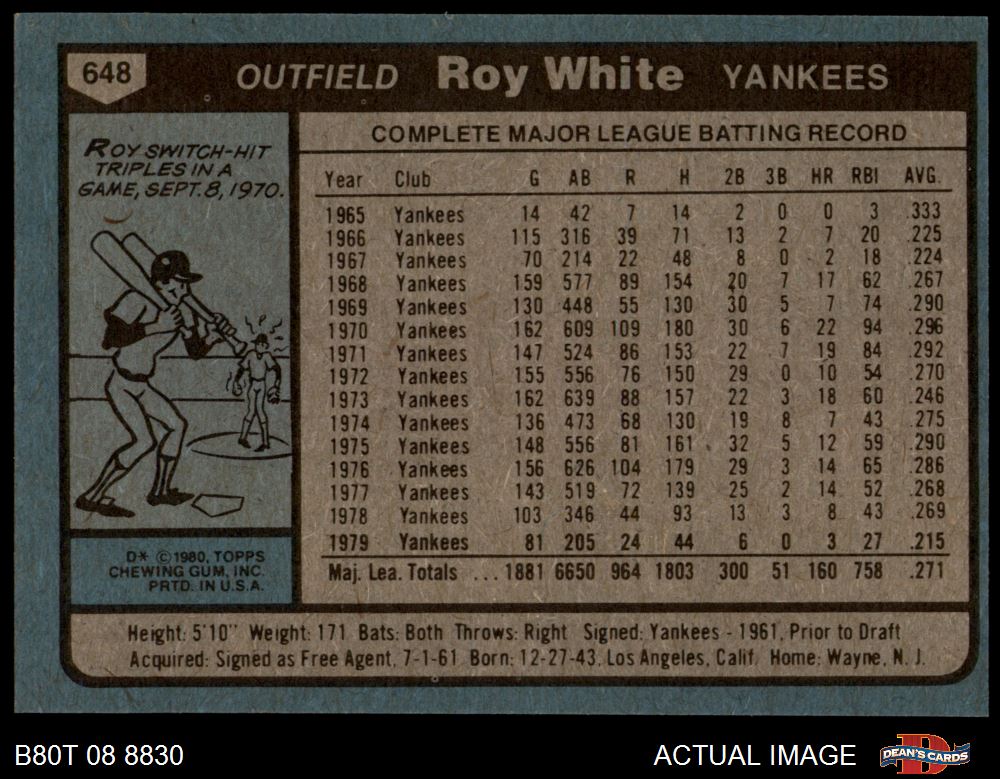 648 OUTFIELD Roy White YANKEES
ROY SWITCH-HIT
TRIPLES IN A
GAME, SEPT. 8, 1970.
D* ©1980, TOPPS
CHEWING GUM, INC.
PRTD. IN U.S.A.
COMPLETE MAJOR LEAGUE BATTING RECORD
Year Club G AB R H 2B 3B HR RBI AVG.
1965 Yankees 14 42 7 14 2 0 0 3 .333
1966 Yankees 115 316 39 71 13 2 7 20 .225
1967 Yankees 70 214 22 48 8 0 2 18 .224
1968 Yankees 159 577 89 154 20 7 17 62 .267
1969 Yankees 130 448 55 130 30 5 7 74 .290
1970 Yankees 162 609 109 180 30 6 22 94 .296
1971 Yankees 147 524 86 153 22 7 19 84 .292
1972 Yankees 155 556 76 150 29 0 10 54 .270
1973 Yankees 162 639 88 157 22 3 18 60 .246
1974 Yankees 136 473 68 130 19 8 7 43 .275
1975 Yankees 148 556 81 161 32 5 12 59 .290
1976 Yankees 156 626 104 179 29 3 14 65 .286
1977 Yankees 143 519 72 139 25 2 14 52 .268
1978 Yankees 103 346 44 93 13 3 8 43 .269
1979 Yankees 81 205 24 44 6 0 3 27 .215
Maj. Lea. Totals ... 1881 6650 964 1803 300 51 160 758 .271
Height: 5'10" Weight: 171 Bats: Both Throws: Right Signed: Yankees - 1961, Prior to Draft
Acquired: Signed as Free Agent, 7-1-61 Born: 12-27-43, Los Angeles, Calif. Home: Wayne, N. J.
B80T 08 8830 ACTUAL IMAGE DEAN'S CARDS